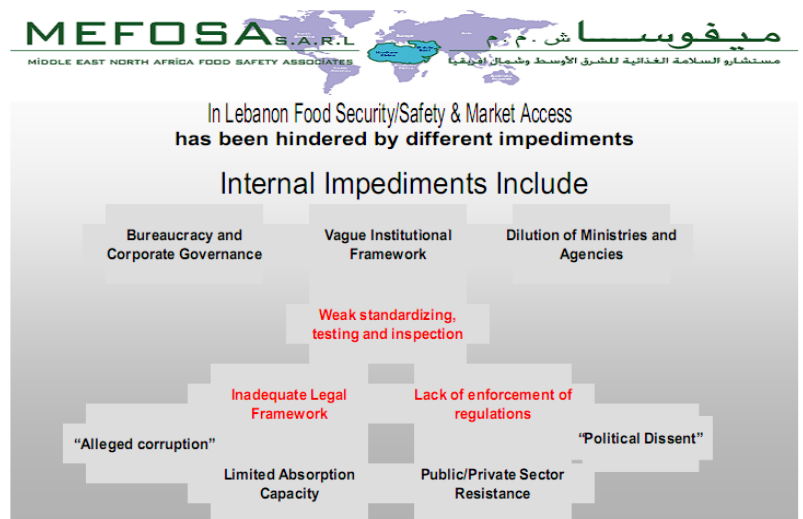 MEFOSA S.A.R.L
ميفوسا ش.م.م
MIDDLE EAST NORTH AFRICA FOOD SAFETY ASSOCIATES
مستشارو السلامة الغذائية للشرق الأوسط وشمال افريقيا
In Lebanon Food Security/Safety & Market Access
has been hindered by different impediments
Internal Impediments Include
Bureaucracy and
Corporate Governance
Vague Institutional
Framework
Dilution of Ministries and
Agencies
Weak standardizing,
testing and inspection
Inadequate Legal
Framework
Lack of enforcement of
regulations
“Alleged corruption”
“Political Dissent”
Limited Absorption
Capacity
Public/Private Sector
Resistance